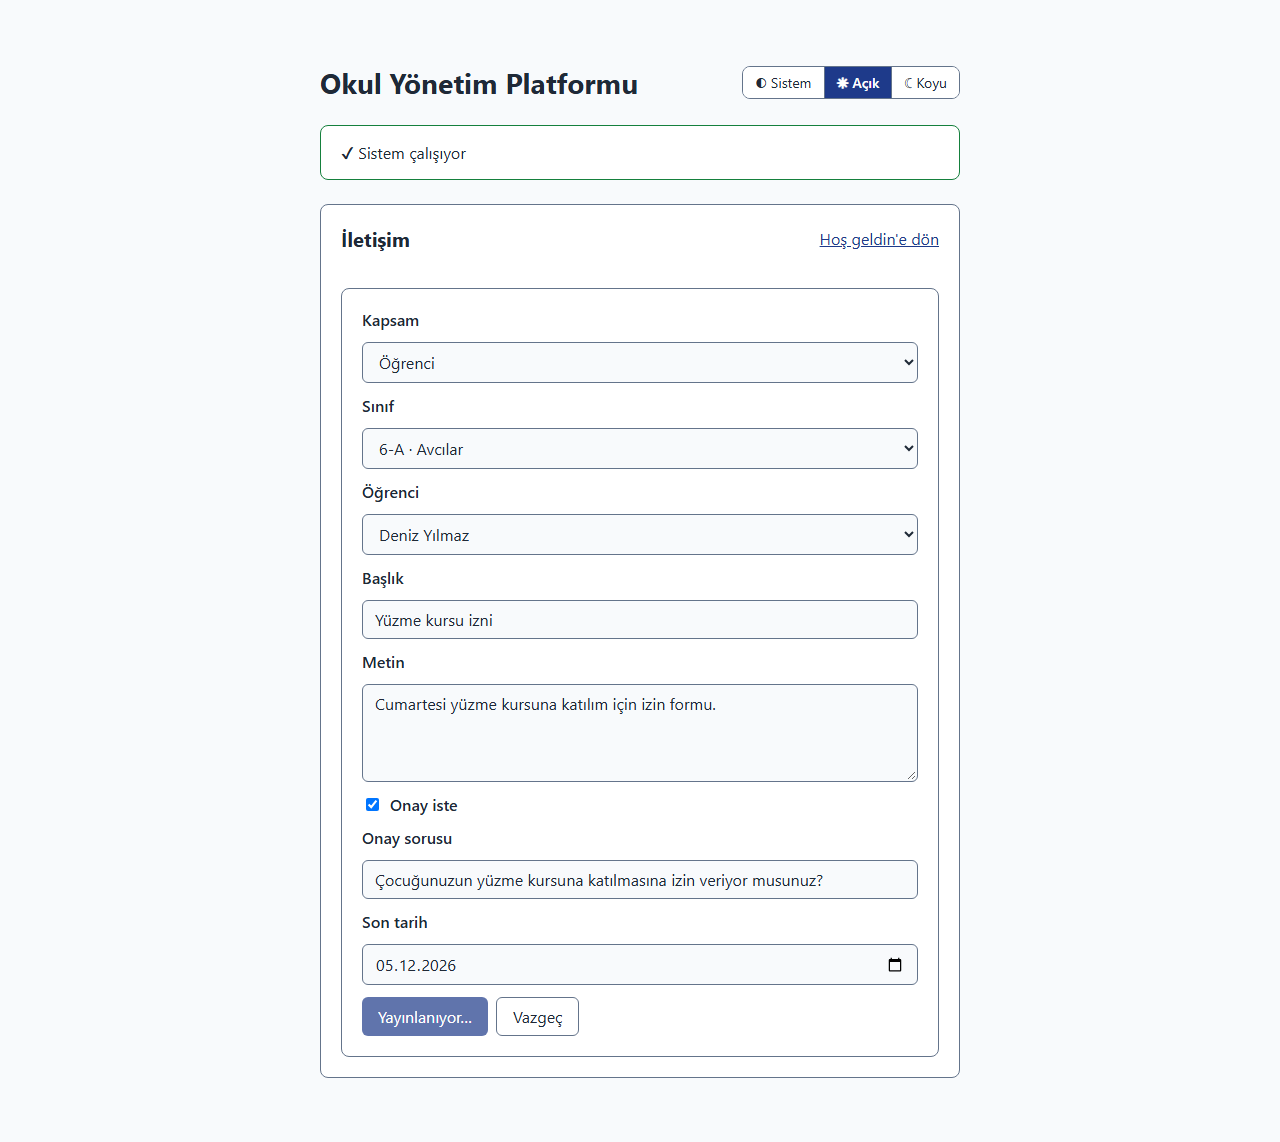 Okul Yönetim Platformu
◐ Sistem
❋ Açık
☾ Koyu
✓ Sistem çalışıyor
İletişim
Hoş geldin'e dön
Kapsam
Öğrenci
Sınıf
6-A · Avcılar
Öğrenci
Deniz Yılmaz
Başlık
Yüzme kursu izni
Metin
Cumartesi yüzme kursuna katılım için izin formu.
Onay iste
Onay sorusu
Çocuğunuzun yüzme kursuna katılmasına izin veriyor musunuz?
Son tarih
05.12.2026
Yayınlanıyor...
Vazgeç